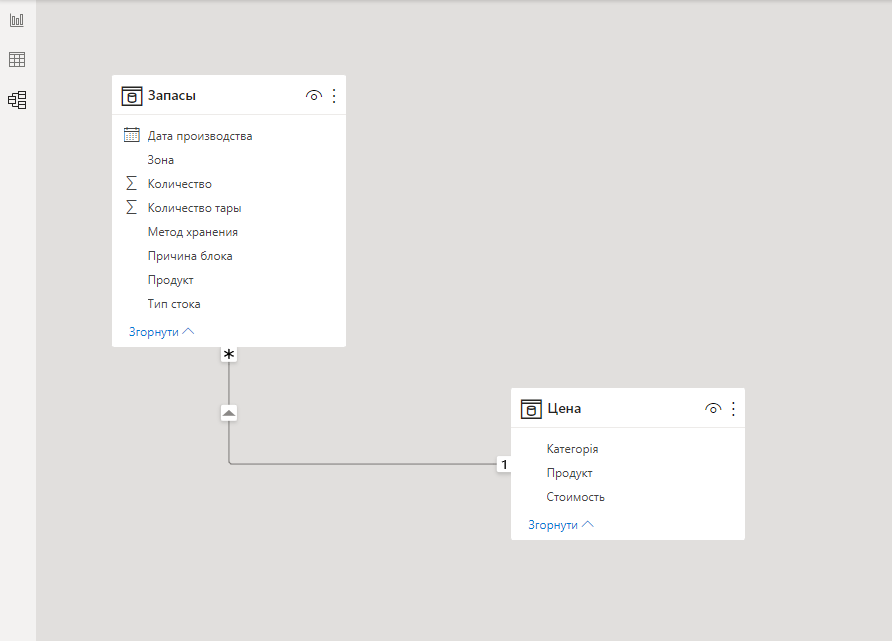 Запасы
Дата производства
Зона
Количество
Количество тары
Метод хранения
Причина блока
Продукт
Тип стока
Згорнути
*
1
Цена
Категорія
Продукт
Стоимость
Згорнути